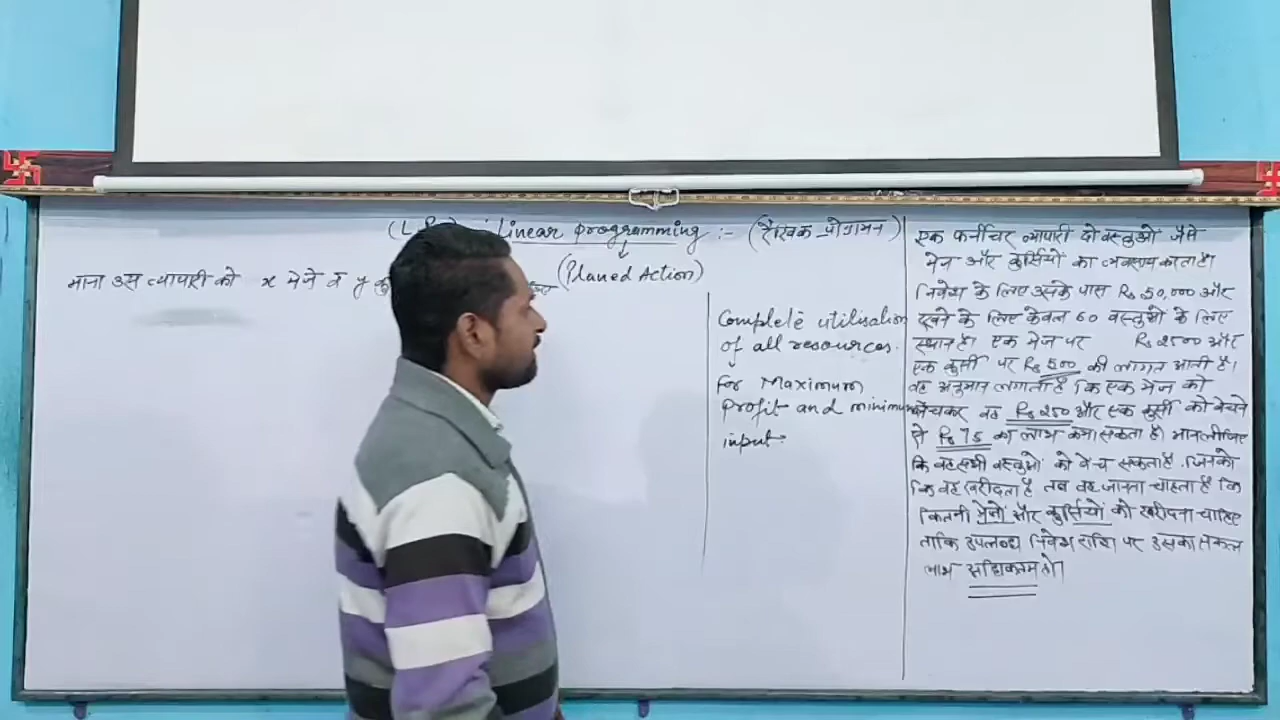 (L Linear programming :- (रैखिक प्रोग्रामन)
(Planed Action)
माना उस व्यापारी को x मेजे व y कु
Complete utilisation
of all resources.
For Maximum
Profit and minimum
input
एक फर्नीचर व्यापारी दो वस्तुओं जैसे
मेज और कुर्सियों का व्यवसाय करता है।
निवेश के लिए उसके पास Rs 50,000 और
रखने के लिए केवल 60 वस्तुओं के लिए
स्थान है। एक मेज पर Rs 2500 और
एक कुर्सी पर Rs 500 की लागत आती है।
वह अनुमान लगाता है कि एक मेज को
बेचकर वह Rs 250 और एक कुर्सी को बेचने
से Rs 75 का लाभ कमा सकता है। मान लीजिए
कि वह सभी वस्तुओं को बेच सकता है जिनको
कि वह खरीदता है तब वह जानना चाहता है कि
कितनी मेजों और कुर्सियों को खरीदना चाहिए
ताकि उपलब्ध निवेश राशि पर उसका सकल
लाभ अधिकतम हो।